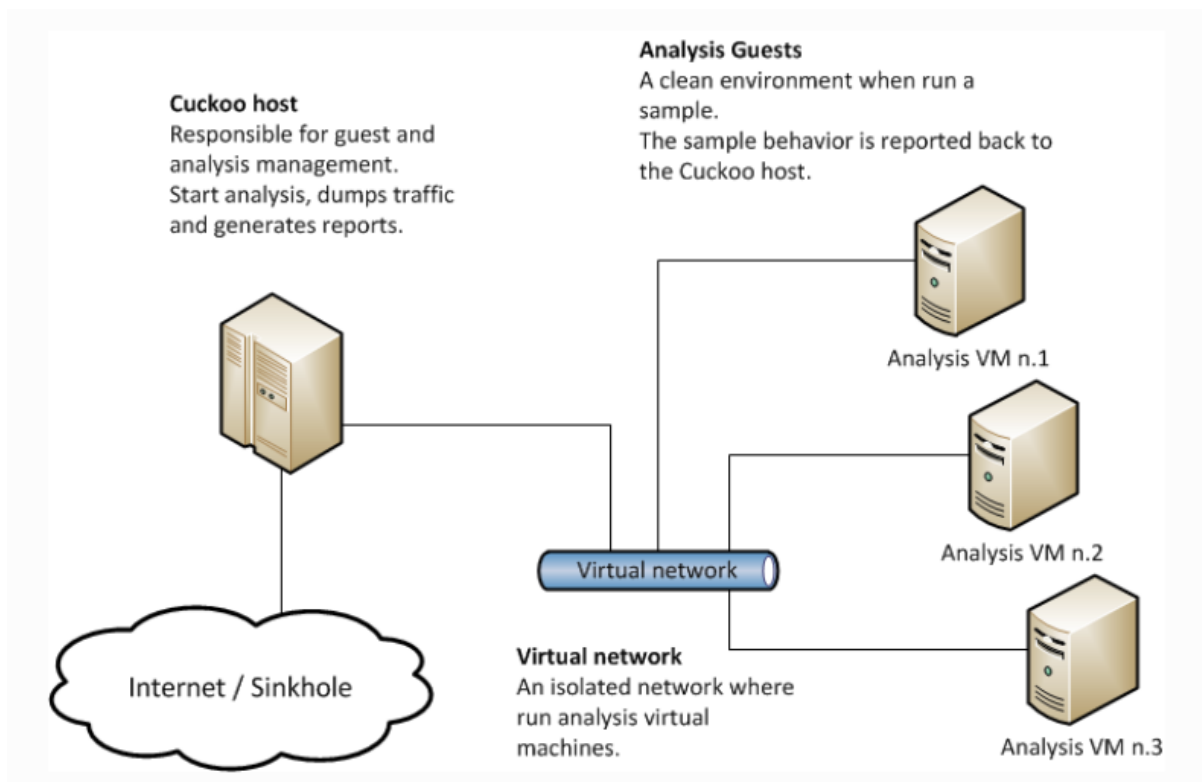 Cuckoo host
Responsible for guest and
analysis management.
Start analysis, dumps traffic
and generates reports.
Analysis Guests
A clean environment when run a
sample.
The sample behavior is reported back to
the Cuckoo host.
Analysis VM n.1
Analysis VM n.2
Virtual network
Internet / Sinkhole
Virtual network
An isolated network where
run analysis virtual
machines.
Analysis VM n.3